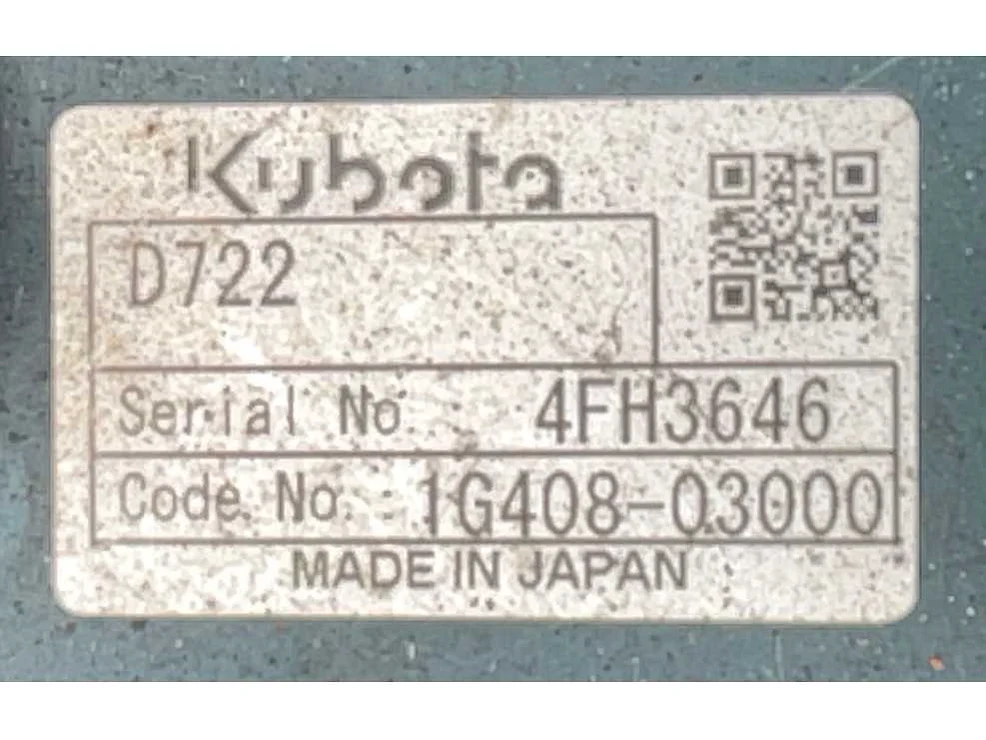 Kubota
D722
Serial No. 4FH3646
Code No. 1G408-03000
MADE IN JAPAN